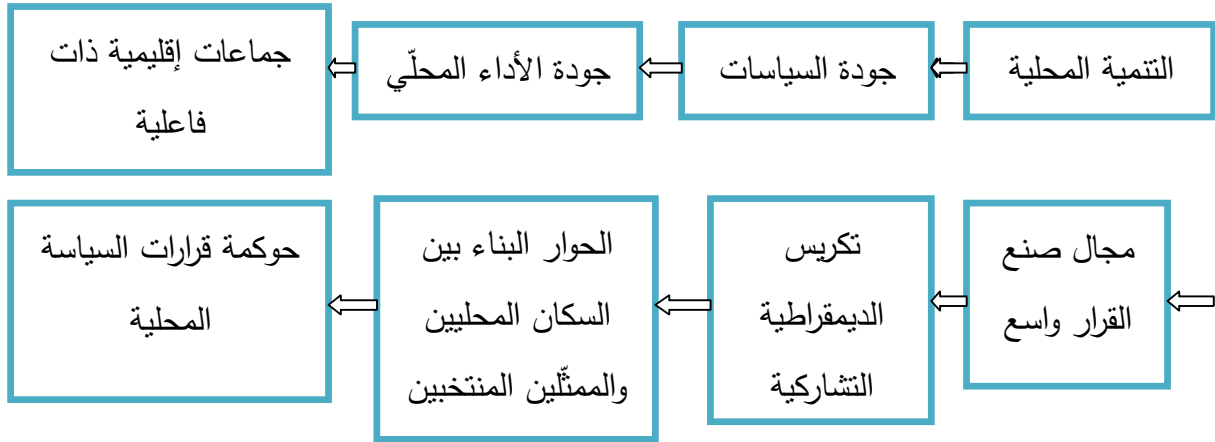 التنمية المحلية
جودة السياسات
جودة الأداء المحلّي
جماعات إقليمية ذات
فاعلية
مجال صنع
القرار واسع
تكريس
الديمقراطية
التشاركية
الحوار البناء بين
السكان المحليين
والممثّلين المنتخبين
حوكمة قرارات السياسة
المحلية